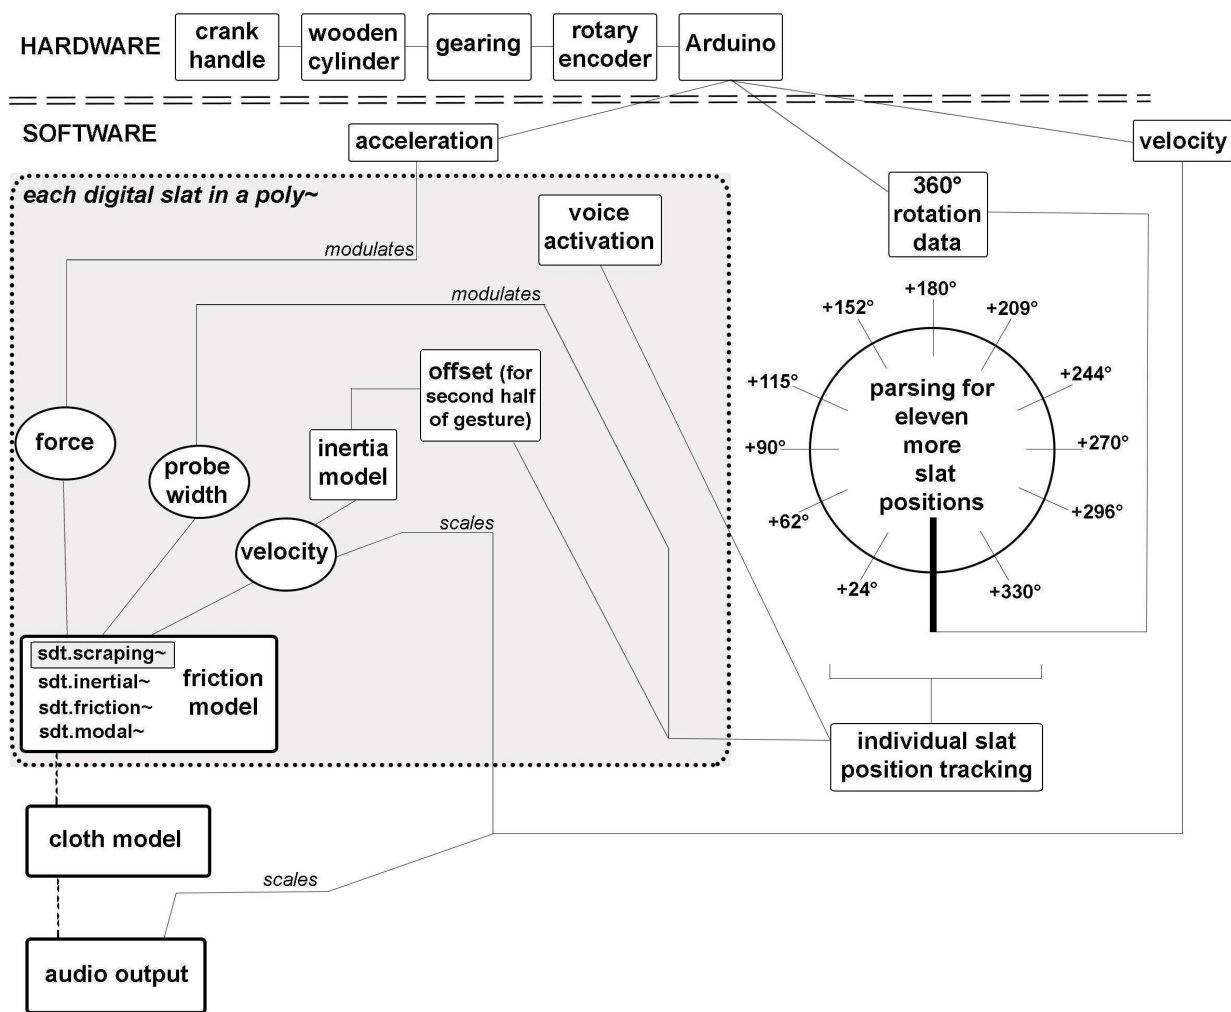 HARDWARE
crank
handle
wooden
cylinder
gearing
rotary
encoder
Arduino
SOFTWARE
acceleration
velocity
each digital slat in a poly~
voice
activation
360°
rotation
data
modulates
modulates
+180°
+152°
+209°
+115°
+244°
+90°
+270°
+62°
+296°
+24°
+330°
parsing for
eleven
more
slat
positions
offset (for
second half
of gesture)
force
probe
width
inertia
model
velocity
scales
sdt.scraping~
sdt.inertial~
sdt.friction~
sdt.modal~
friction
model
individual slat
position tracking
cloth model
scales
audio output